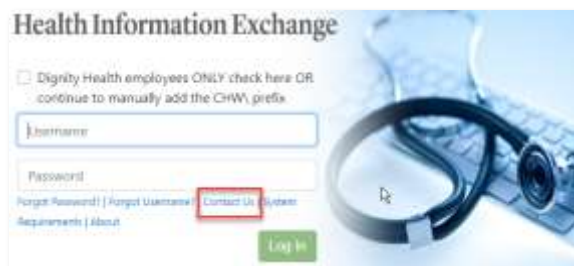 Health Information Exchange
Dignity Health employees ONLY check here OR
continue to manually add the CHW\ prefix
Username
Password
Forgot Password? | Forgot Username? | Contact Us | System
Requirements | About
Log In